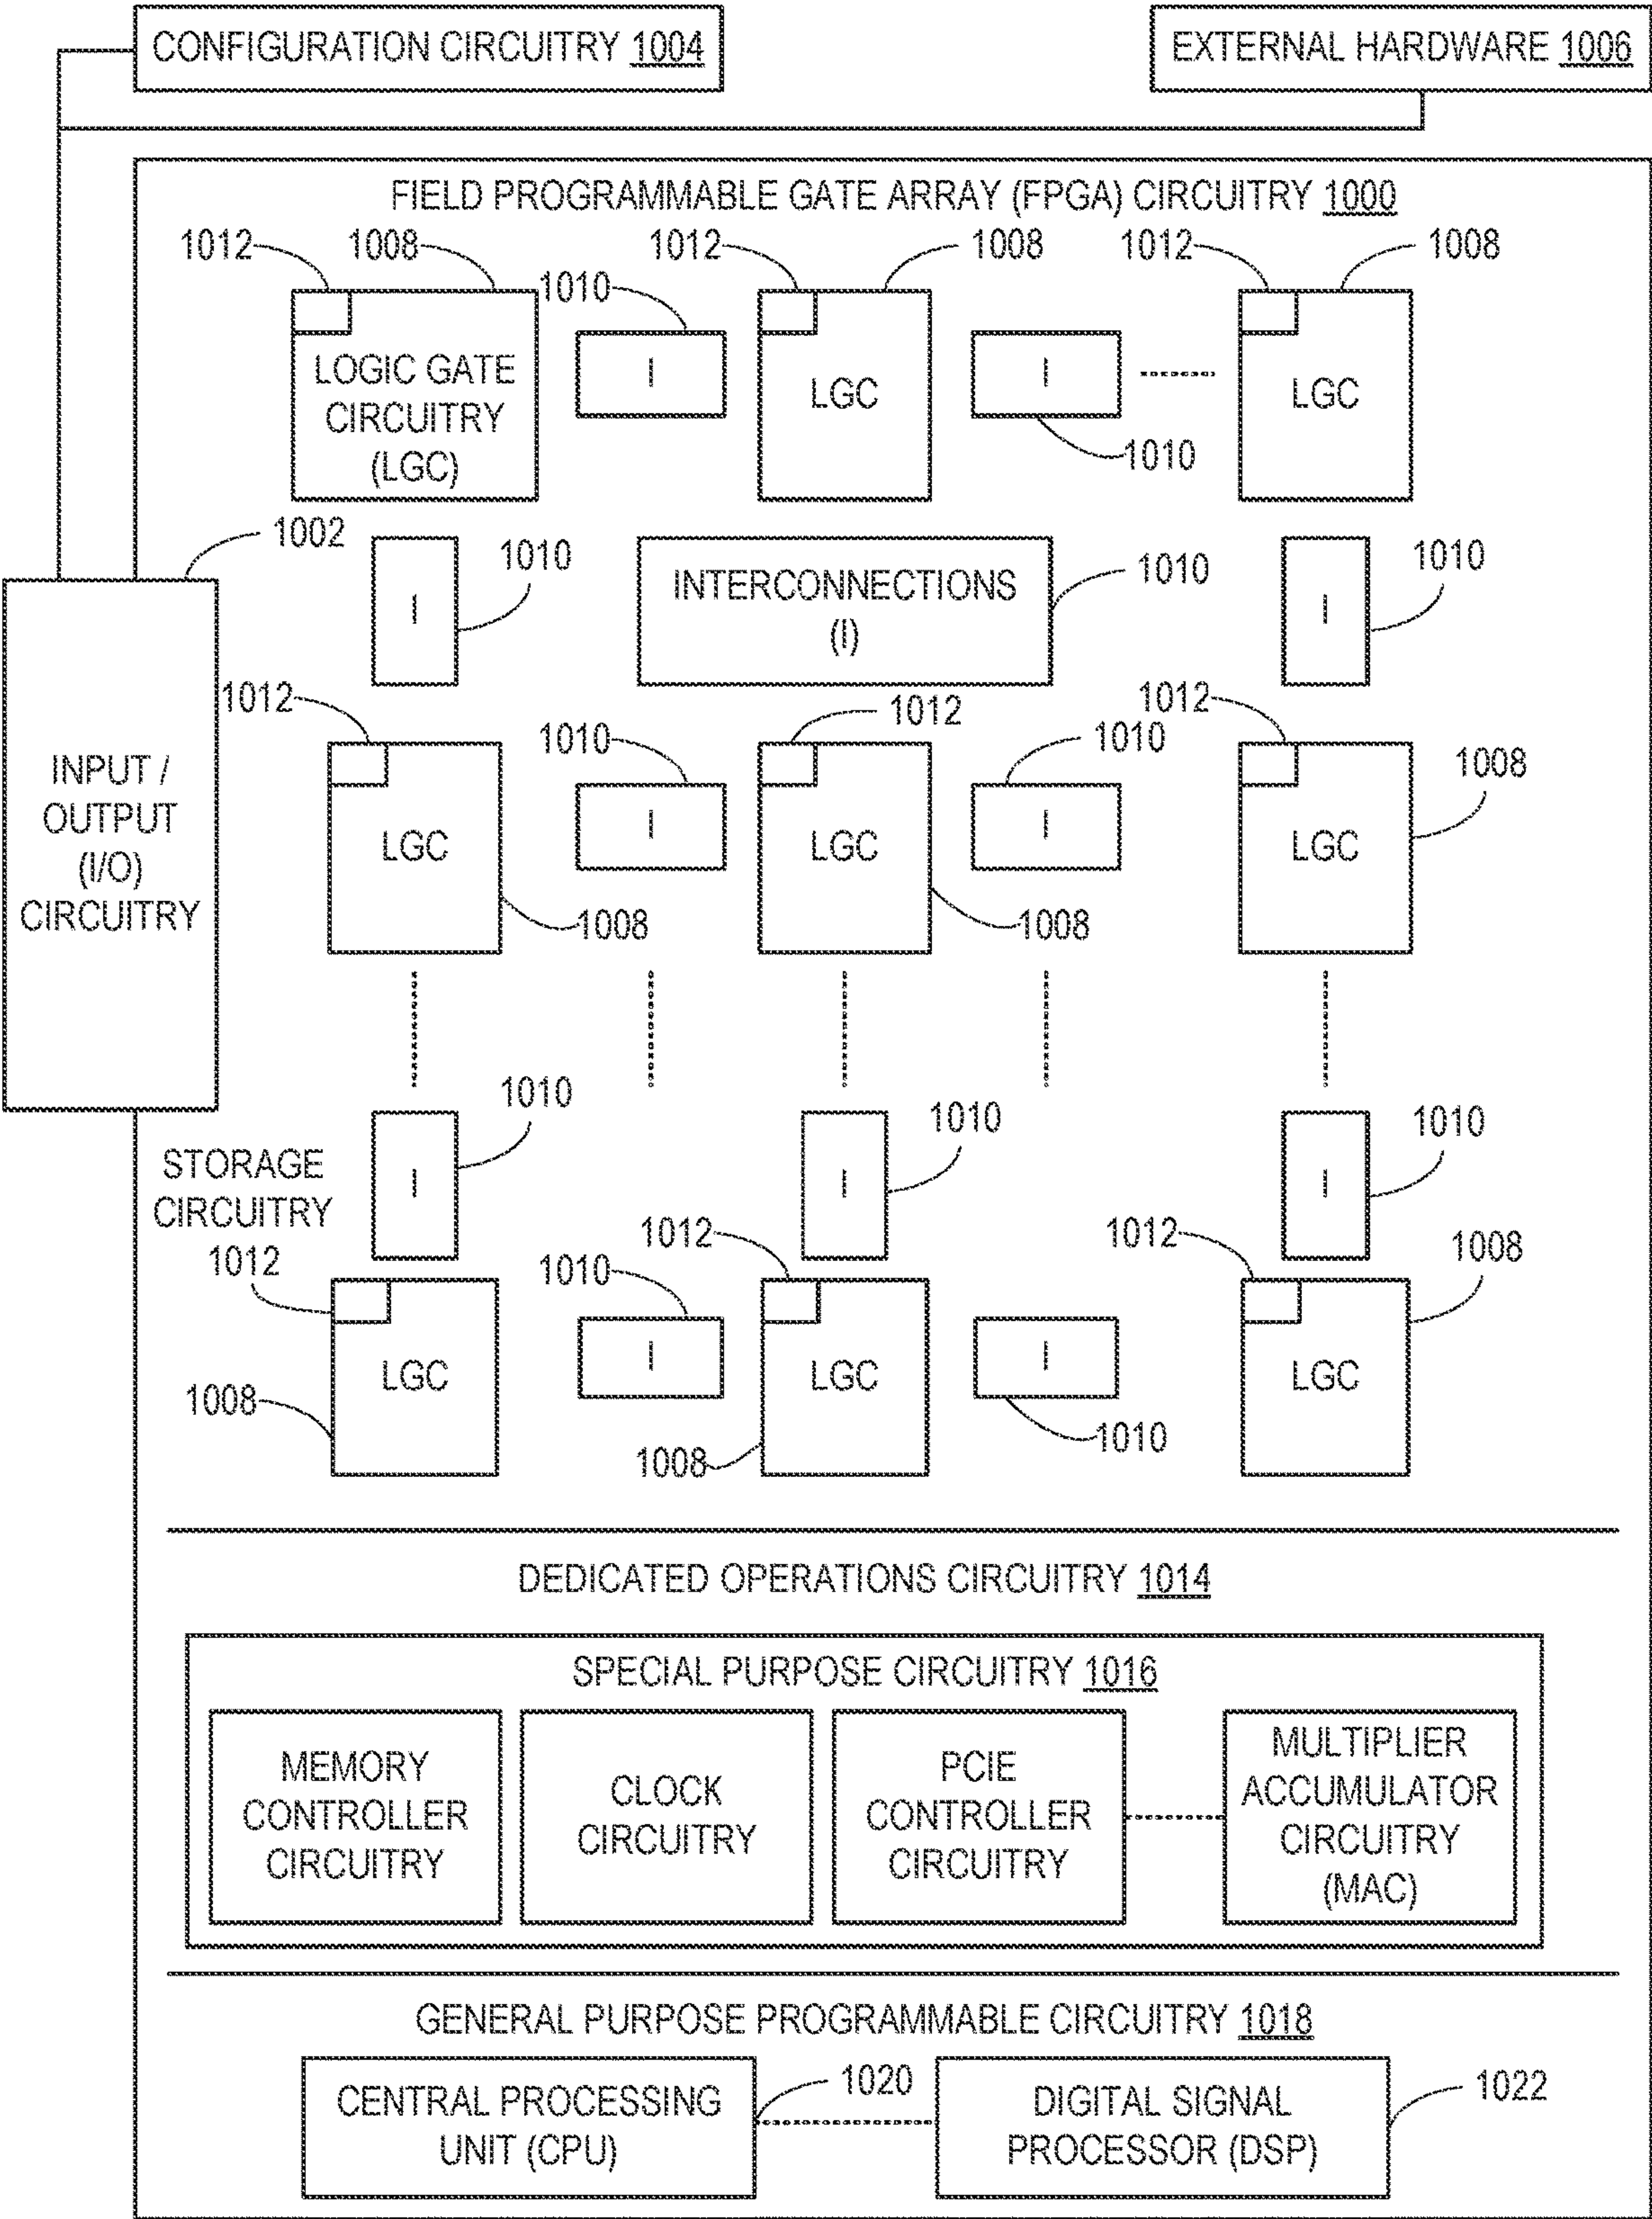 CONFIGURATION CIRCUITRY 1004
EXTERNAL HARDWARE 1006
FIELD PROGRAMMABLE GATE ARRAY (FPGA) CIRCUITRY 1000
1012
1008
1010
1012
1008
1012
1008
LOGIC GATE
CIRCUITRY
(LGC)
I
LGC
I
1010
LGC
1002
1010
I
INTERCONNECTIONS
(I)
1010
I
1010
INPUT /
OUTPUT
(I/O)
CIRCUITRY
1012
1010
1012
1010
1012
1008
LGC
I
LGC
I
LGC
1008
1008
1010
1010
1010
I
I
I
STORAGE
CIRCUITRY
1012
1010
1012
1012
1008
LGC
I
LGC
I
LGC
1008
1008
1010
DEDICATED OPERATIONS CIRCUITRY 1014
SPECIAL PURPOSE CIRCUITRY 1016
MEMORY
CONTROLLER
CIRCUITRY
CLOCK
CIRCUITRY
PCIE
CONTROLLER
CIRCUITRY
MULTIPLIER
ACCUMULATOR
CIRCUITRY
(MAC)
GENERAL PURPOSE PROGRAMMABLE CIRCUITRY 1018
CENTRAL PROCESSING
UNIT (CPU)
1020
DIGITAL SIGNAL
PROCESSOR (DSP)
1022